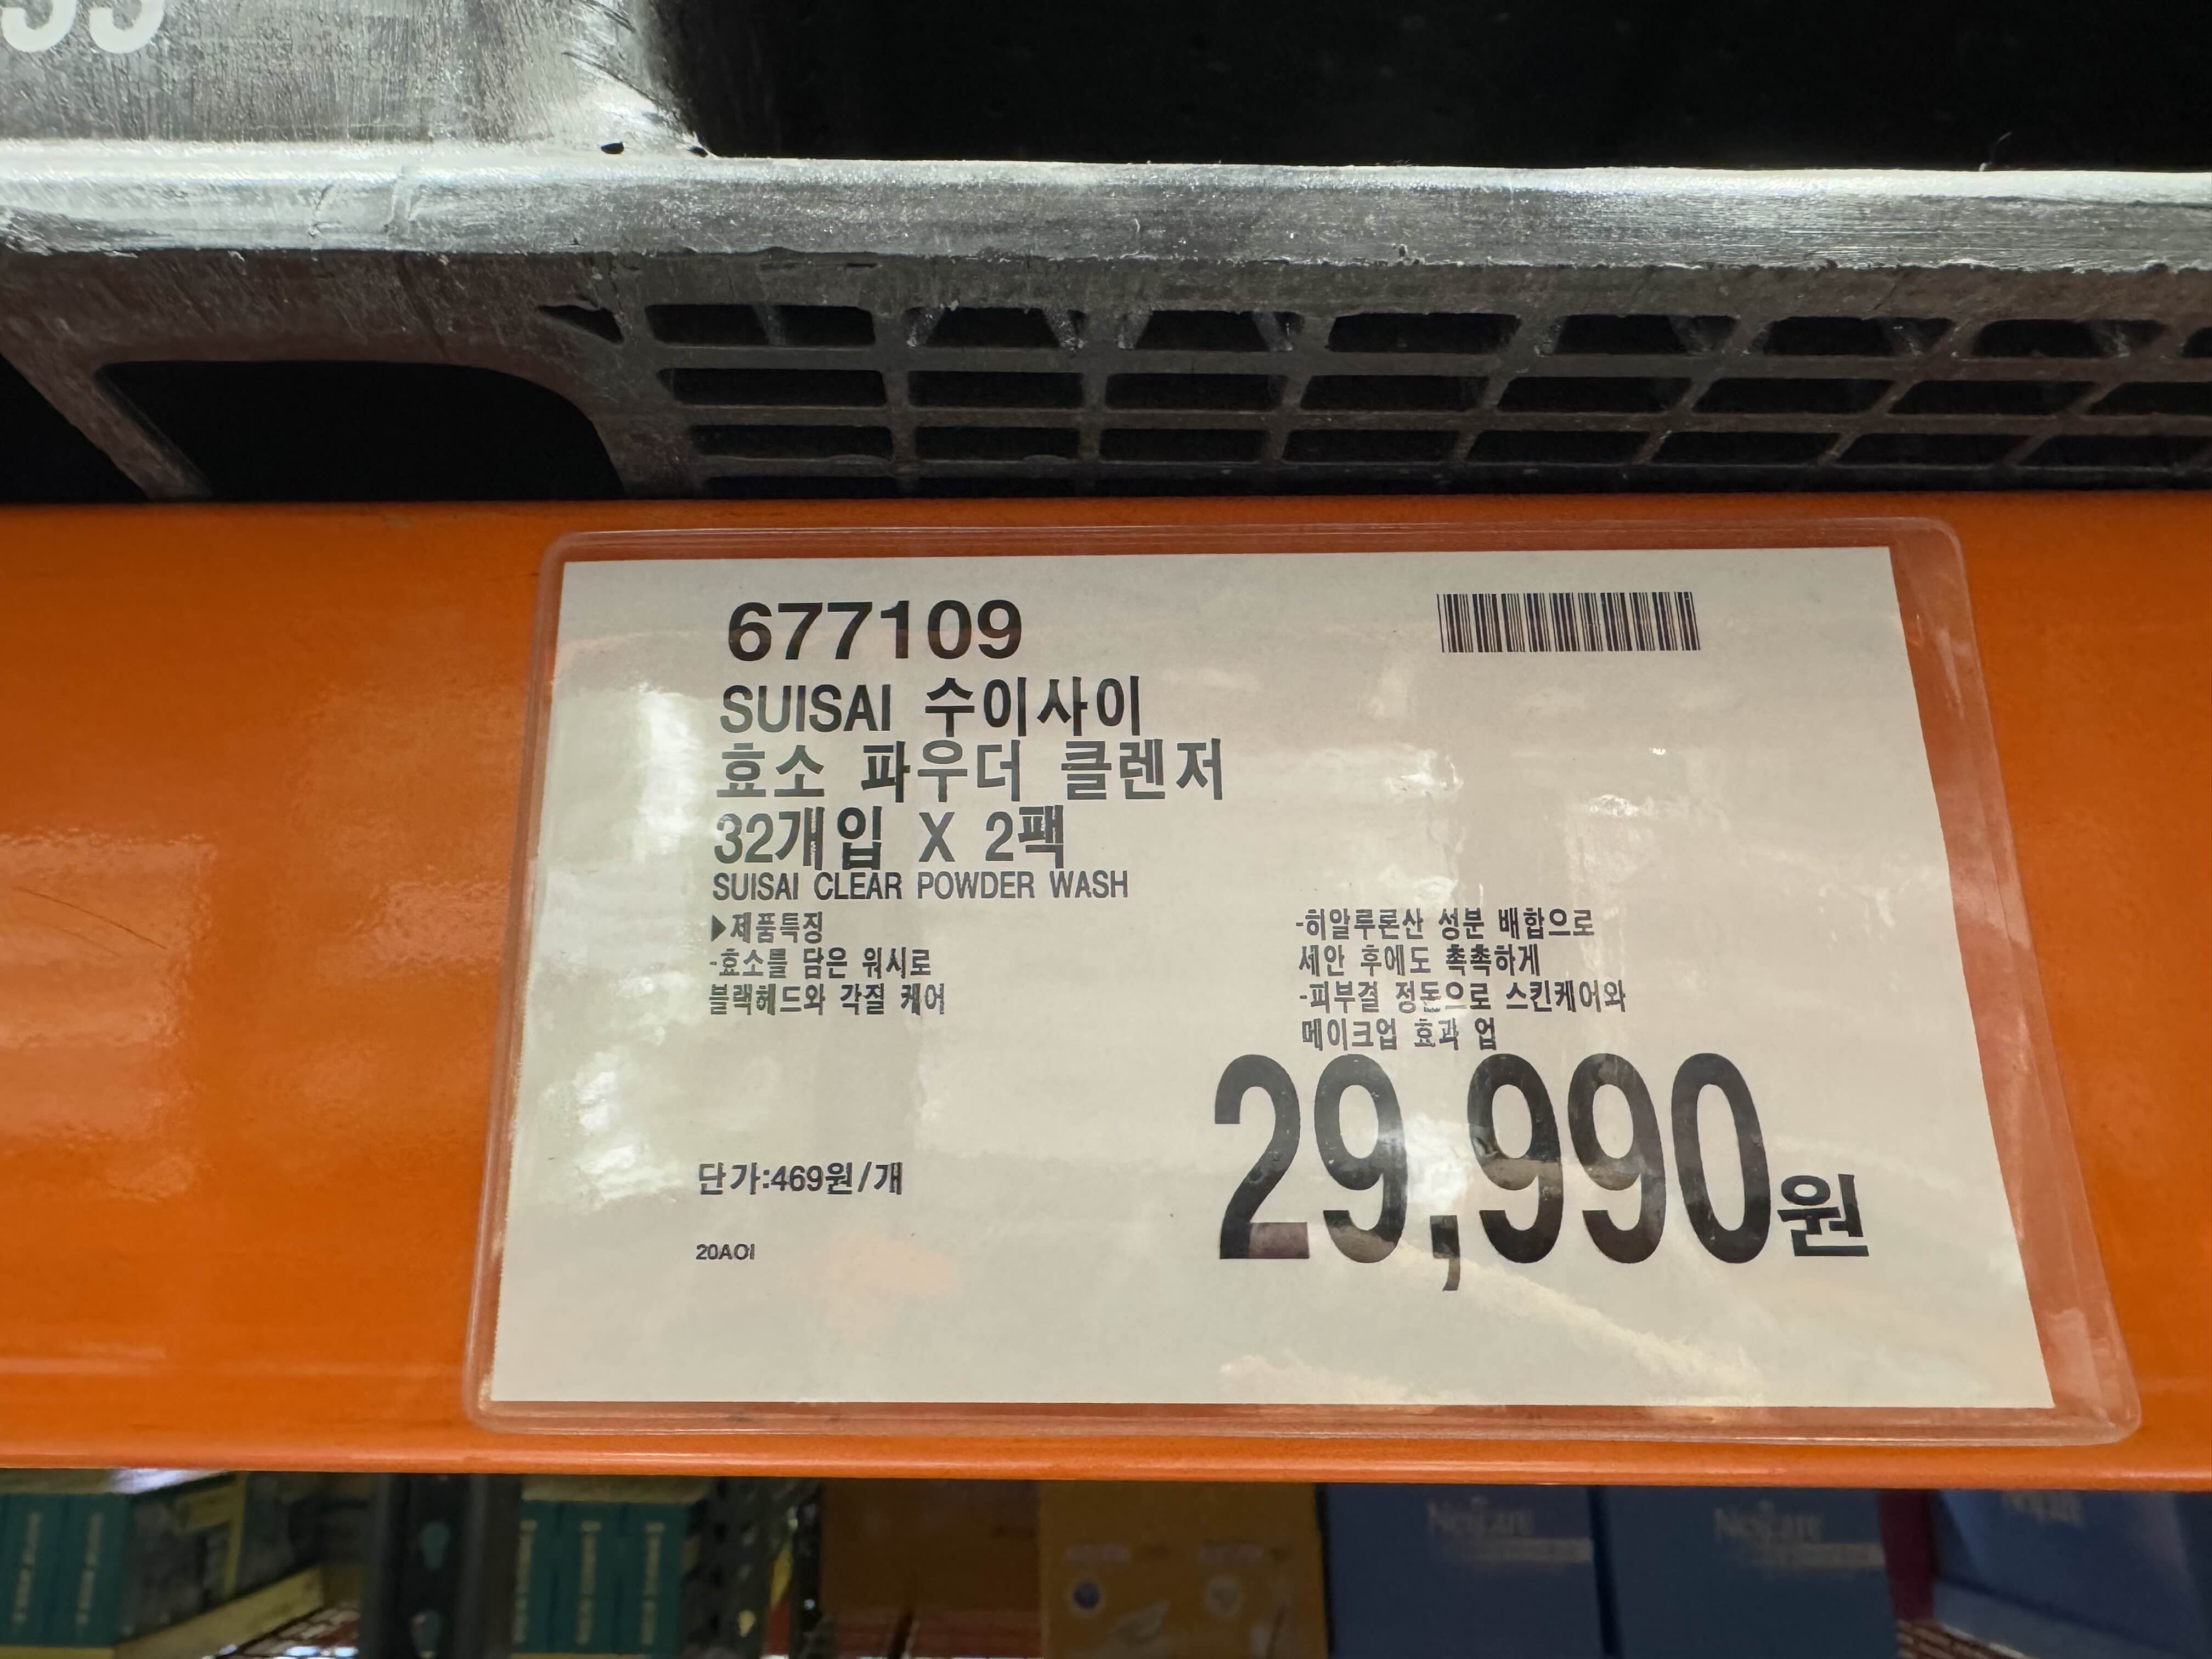 677109
SUISAI 수이사이
효소 파우더 클렌저
32개입 X 2팩
SUISAI CLEAR POWDER WASH
▶제품특징
-효소를 담은 워시로
블랙헤드와 각질 케어
-히알루론산 성분 배합으로
세안 후에도 촉촉하게
-피부결 정돈으로 스킨케어와
메이크업 효과 업
29,990원
단가:469원/개
20AOI
Nexcare
Nexcare